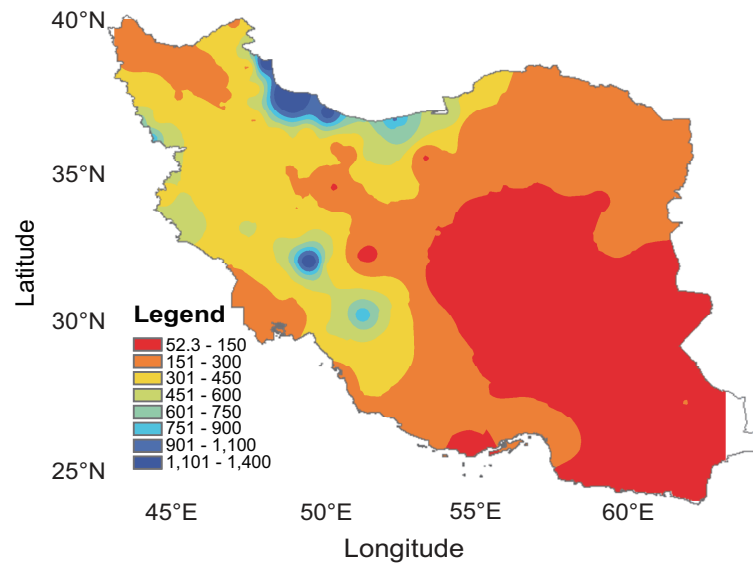 40°N
35°N
30°N
25°N
Latitude
Legend
52.3 - 150
151 - 300
301 - 450
451 - 600
601 - 750
751 - 900
901 - 1,100
1,101 - 1,400
45°E
50°E
55°E
60°E
Longitude